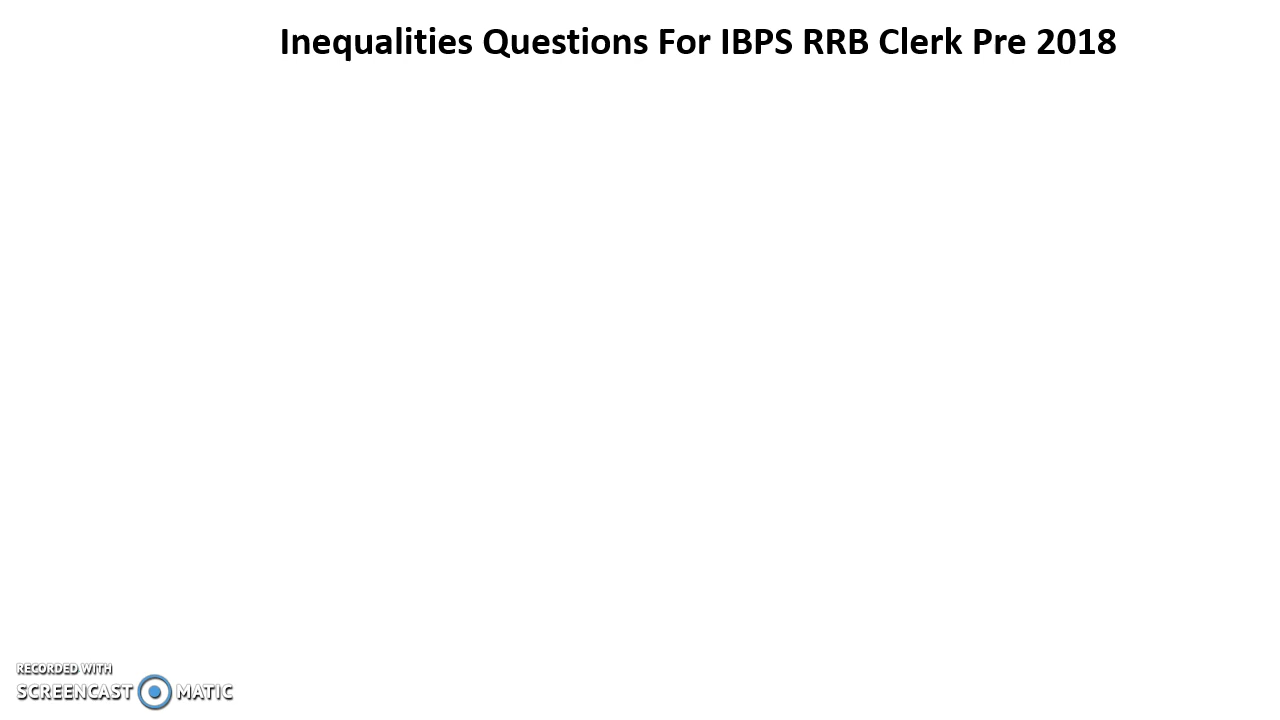 Inequalities Questions For IBPS RRB Clerk Pre 2018
RECORDED WITH
SCREENCAST MATIC